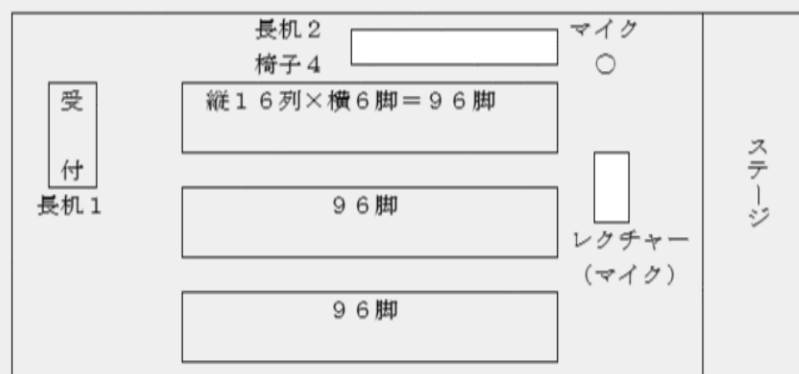 長机２
椅子４
マイク
○
受付
長机１
縦１６列×横６脚＝９６脚
９６脚
９６脚
レクチャー
（マイク）
ステージ